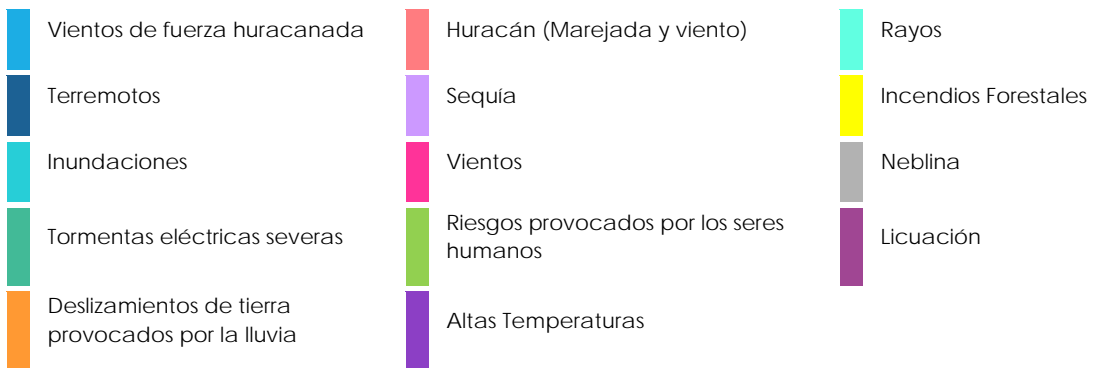 Vientos de fuerza huracanada
Huracán (Marejada y viento)
Rayos
Terremotos
Sequía
Incendios Forestales
Inundaciones
Vientos
Neblina
Tormentas eléctricas severas
Riesgos provocados por los seres
humanos
Licuación
Deslizamientos de tierra
provocados por la lluvia
Altas Temperaturas